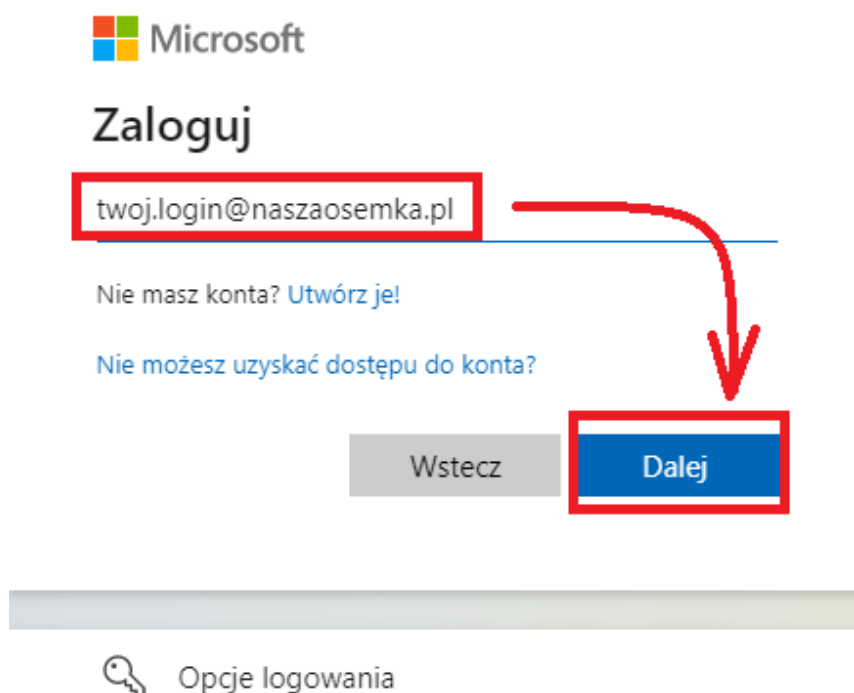 Microsoft
Zaloguj
twoj.login@naszaosemka.pl
Nie masz konta? Utwórz je!
Nie możesz uzyskać dostępu do konta?
Wstecz Dalej
Opcje logowania